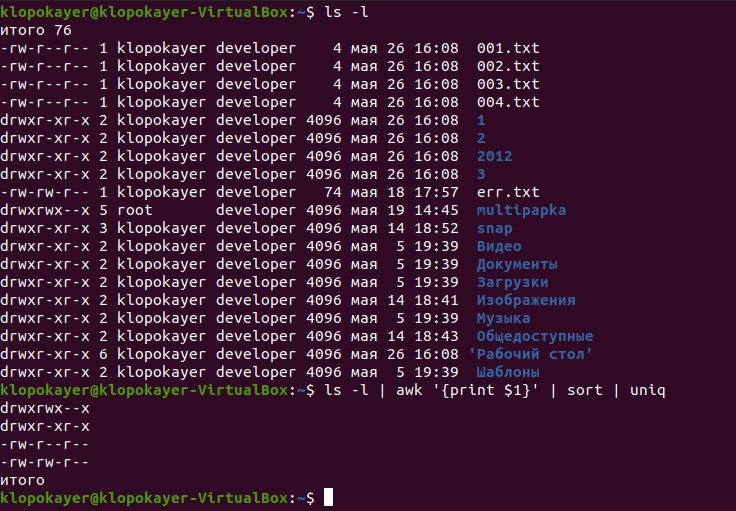 klopokayer@klopokayer-VirtualBox:~$ ls -l
итого 76
-rw-r--r-- 1 klopokayer developer    4 мая 26 16:08  001.txt
-rw-r--r-- 1 klopokayer developer    4 мая 26 16:08  002.txt
-rw-r--r-- 1 klopokayer developer    4 мая 26 16:08  003.txt
-rw-r--r-- 1 klopokayer developer    4 мая 26 16:08  004.txt
drwxr-xr-x 2 klopokayer developer 4096 мая 26 16:08  1
drwxr-xr-x 2 klopokayer developer 4096 мая 26 16:08  2
drwxr-xr-x 2 klopokayer developer 4096 мая 26 16:08  2012
drwxr-xr-x 2 klopokayer developer 4096 мая 26 16:08  3
-rw-rw-r-- 1 klopokayer developer   74 мая 18 17:57  err.txt
drwxrwx--x 5 root       developer 4096 мая 19 14:45  multipapka
drwxr-xr-x 3 klopokayer developer 4096 мая 14 18:52  snap
drwxr-xr-x 2 klopokayer developer 4096 мая  5 19:39  Видео
drwxr-xr-x 2 klopokayer developer 4096 мая  5 19:39  Документы
drwxr-xr-x 2 klopokayer developer 4096 мая  5 19:39  Загрузки
drwxr-xr-x 2 klopokayer developer 4096 мая 14 18:41  Изображения
drwxr-xr-x 2 klopokayer developer 4096 мая  5 19:39  Музыка
drwxr-xr-x 2 klopokayer developer 4096 мая 14 18:43  Общедоступные
drwxr-xr-x 6 klopokayer developer 4096 мая 26 16:08 'Рабочий стол'
drwxr-xr-x 2 klopokayer developer 4096 мая  5 19:39  Шаблоны
klopokayer@klopokayer-VirtualBox:~$ ls -l | awk '{print $1}' | sort | uniq
drwxrwx--x
drwxr-xr-x
-rw-r--r--
-rw-rw-r--
итого
klopokayer@klopokayer-VirtualBox:~$